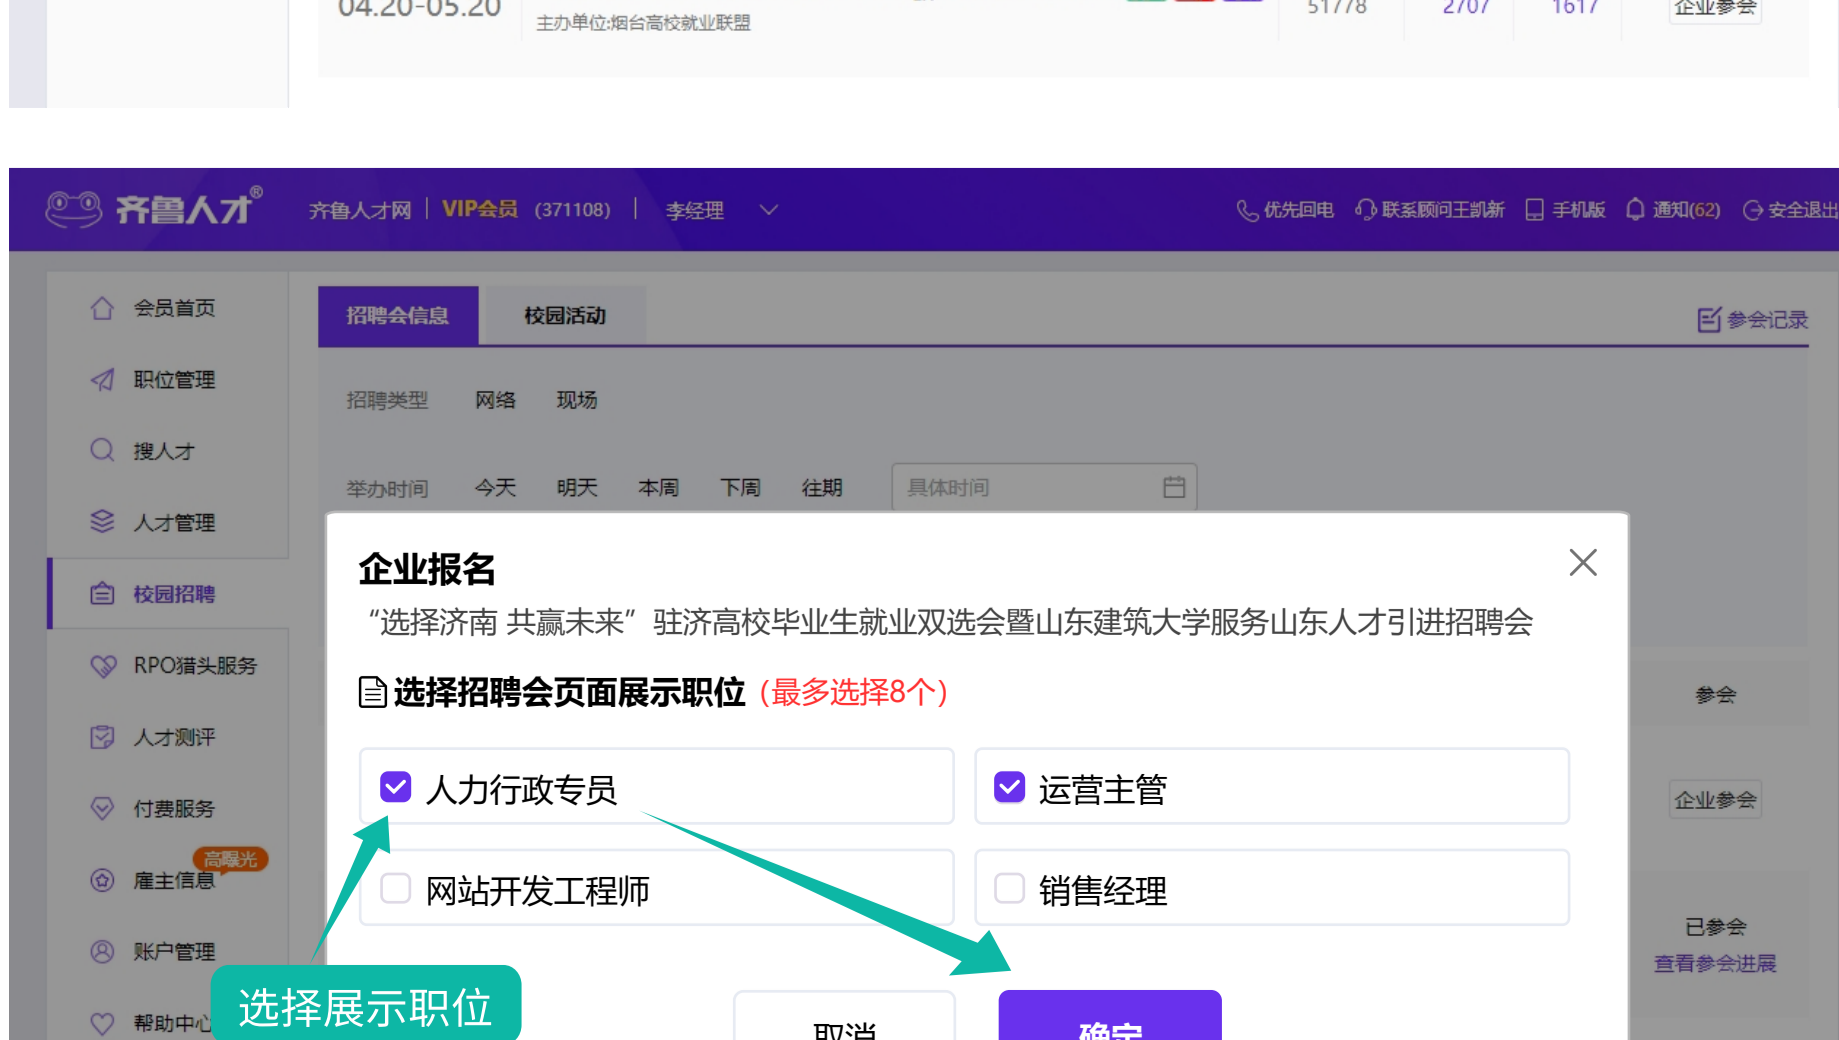 04.20-05.20
主办单位:烟台高校就业联盟
51778 2707 1617 企业参会
齐鲁人才® 齐鲁人才网 VIP会员 (371108) 李经理 优先回电 联系顾问王凯新 手机版 通知(62) 安全退出
会员首页
职位管理
搜人才
人才管理
校园招聘
RPO猎头服务
人才测评
付费服务
高曝光
雇主信息
账户管理
帮助中心
招聘会信息 校园活动 参会记录
招聘类型 网络 现场
举办时间 今天 明天 本周 下周 往期 具体时间
企业报名
“选择济南 共赢未来”驻济高校毕业生就业双选会暨山东建筑大学服务山东人才引进招聘会
选择招聘会页面展示职位（最多选择8个）
人力行政专员 运营主管
网站开发工程师 销售经理
选择展示职位
取消 确定
参会
企业参会
已参会
查看参会进展